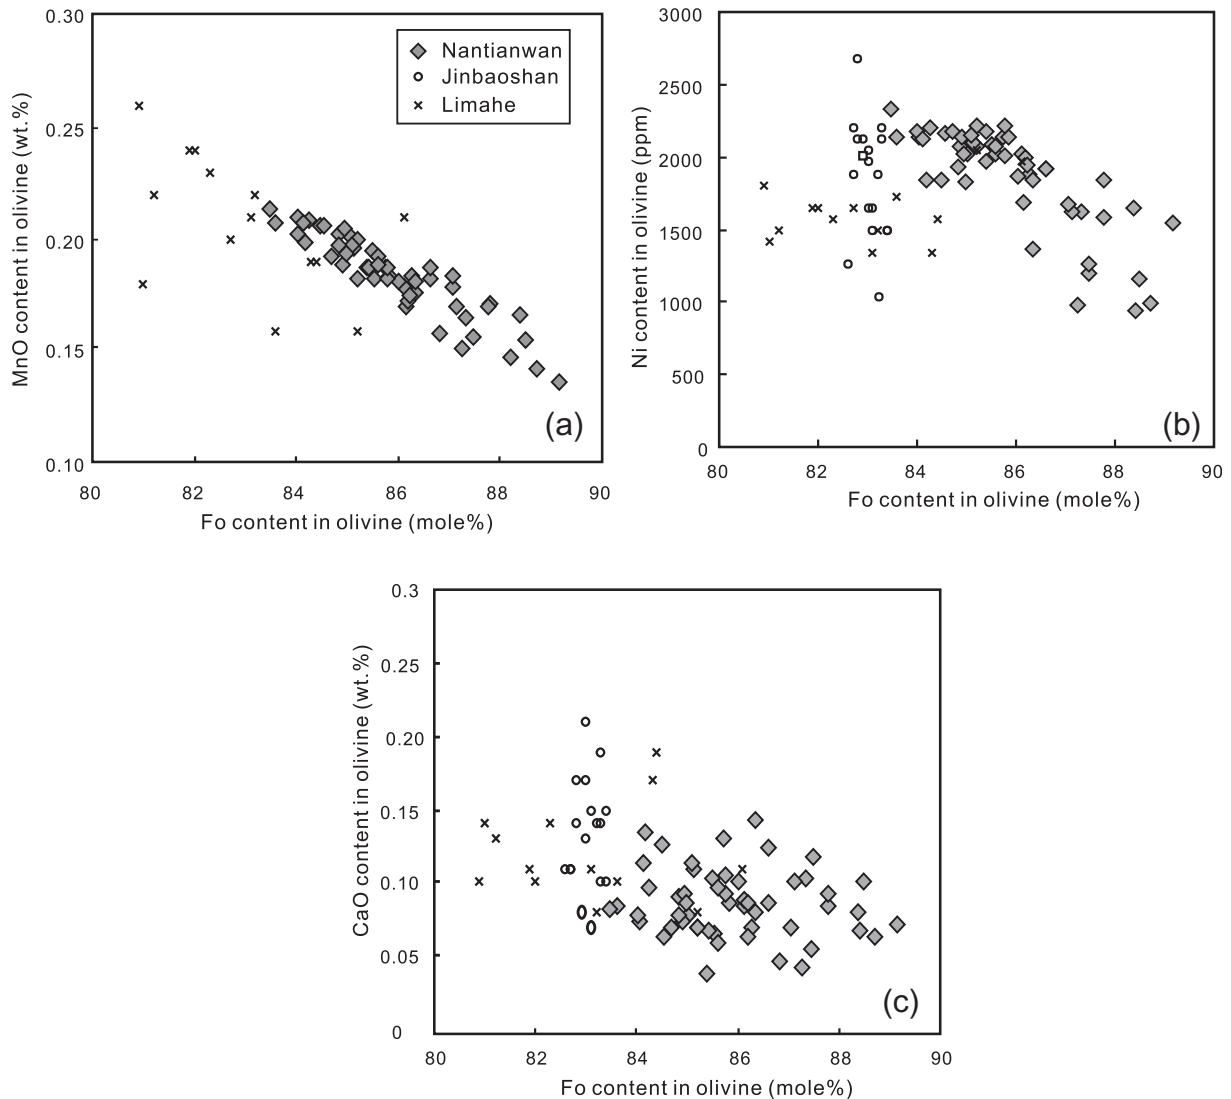 0.30
0.25
0.20
0.15
0.10
MnO content in olivine (wt.%)
Nantianwan
Jinbaoshan
Limahe
(a)
80 82 84 86 88 90
Fo content in olivine (mole%)
3000
2500
2000
1500
1000
500
0
Ni content in olivine (ppm)
(b)
80 82 84 86 88 90
Fo content in olivine (mole%)
0.3
0.25
0.20
0.15
0.10
0.05
0
CaO content in olivine (wt.%)
(c)
80 82 84 86 88 90
Fo content in olivine (mole%)